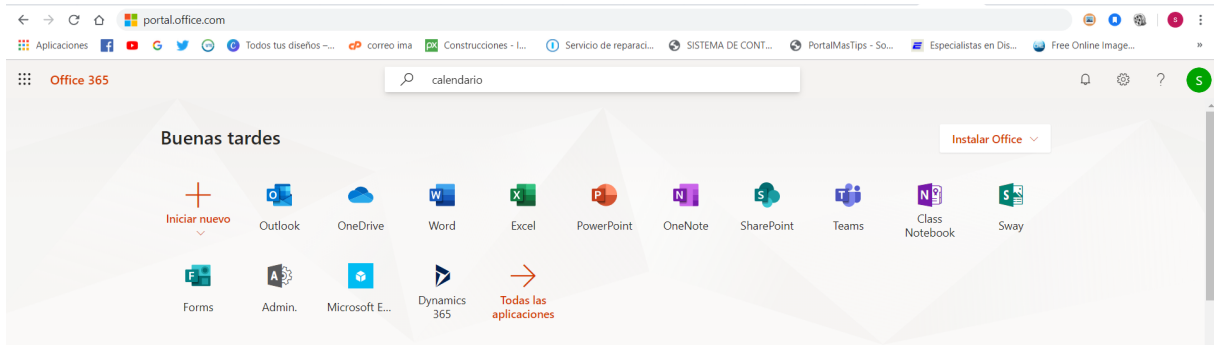 portal.office.com
Aplicaciones Todos tus diseños –... correo ima Construcciones - I... Servicio de reparaci... SISTEMA DE CONT... PortalMasTips - So... Especialistas en Dis... Free Online Image... »
Office 365 calendario ? S
Buenas tardes Instalar Office
Iniciar nuevo Outlook OneDrive Word Excel PowerPoint OneNote SharePoint Teams Class Notebook Sway
Forms Admin. Microsoft E... Dynamics 365 Todas las aplicaciones